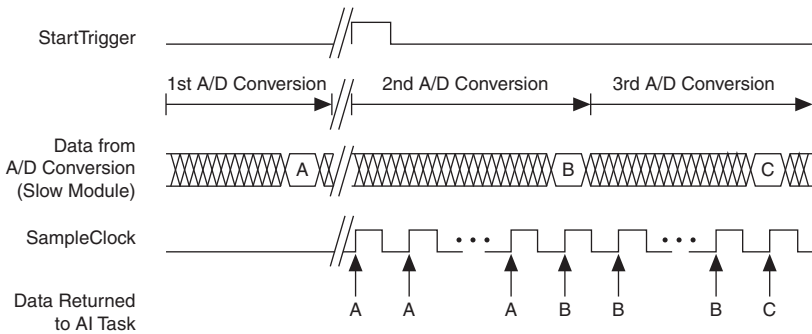 StartTrigger
1st A/D Conversion 2nd A/D Conversion 3rd A/D Conversion
Data from
A/D Conversion
(Slow Module)
A B C
SampleClock
Data Returned
to AI Task
A A A B B B C